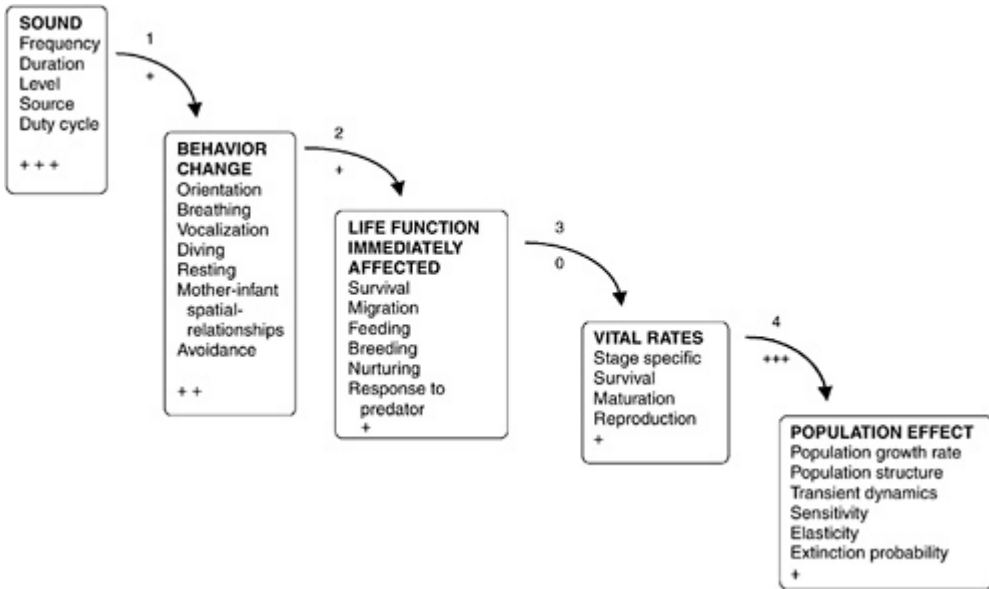 SOUND
Frequency
Duration
Level
Source
Duty cycle
+ + +
1
+
BEHAVIOR
CHANGE
Orientation
Breathing
Vocalization
Diving
Resting
Mother-infant
spatial-
relationships
Avoidance
+ +
2
+
LIFE FUNCTION
IMMEDIATELY
AFFECTED
Survival
Migration
Feeding
Breeding
Nurturing
Response to
predator
+
3
0
VITAL RATES
Stage specific
Survival
Maturation
Reproduction
+
4
+++
POPULATION EFFECT
Population growth rate
Population structure
Transient dynamics
Sensitivity
Elasticity
Extinction probability
+